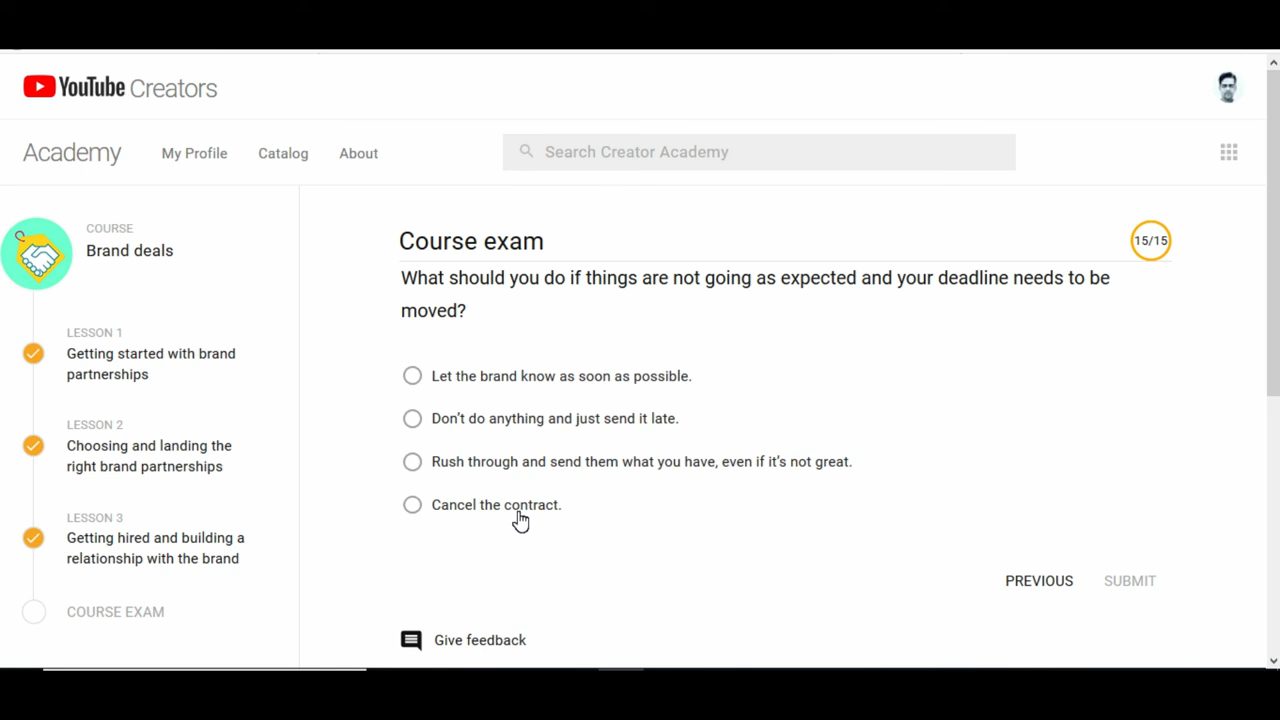 YouTube Creators
Academy
My Profile
Catalog
About
Search Creator Academy
COURSE
Brand deals
LESSON 1
Getting started with brand
partnerships
LESSON 2
Choosing and landing the
right brand partnerships
LESSON 3
Getting hired and building a
relationship with the brand
COURSE EXAM
Course exam
15/15
What should you do if things are not going as expected and your deadline needs to be
moved?
Let the brand know as soon as possible.
Don’t do anything and just send it late.
Rush through and send them what you have, even if it’s not great.
Cancel the contract.
PREVIOUS
SUBMIT
Give feedback